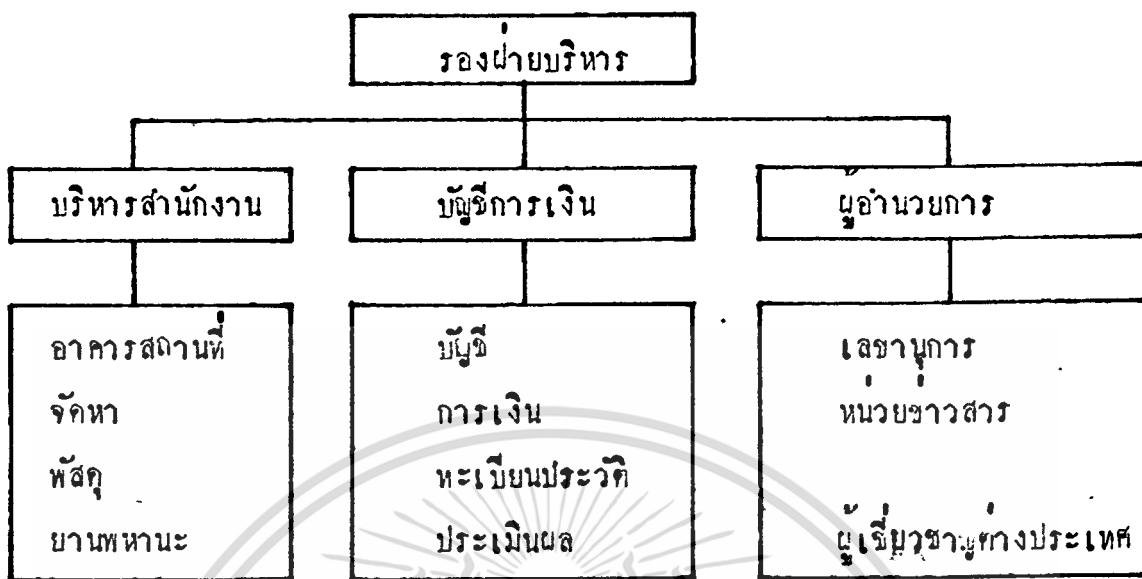 รองฝ่ายบริหาร
บริหารสำนักงาน
บัญชีการเงิน
ผู้อำนวยการ
อาคารสถานที่
จัดหา
พัสดุ
ยานพาหนะ
บัญชี
การเงิน
ทะเบียนประวัติ
ประเมินผล
เลขานุการ
หน่วยข่าวสาร
ผู้เชี่ยวชาญต่างประเทศ